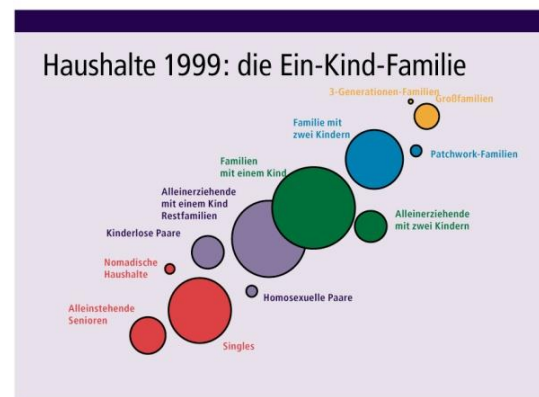 Haushalte 1999: die Ein-Kind-Familie
3-Generationen-Familien
Großfamilien
Familie mit
zwei Kindern
Patchwork-Familien
Familien
mit einem Kind
Alleinerziehende
mit einem Kind
Restfamilien
Alleinerziehende
mit zwei Kindern
Kinderlose Paare
Nomadische
Haushalte
Homosexuelle Paare
Alleinstehende
Senioren
Singles